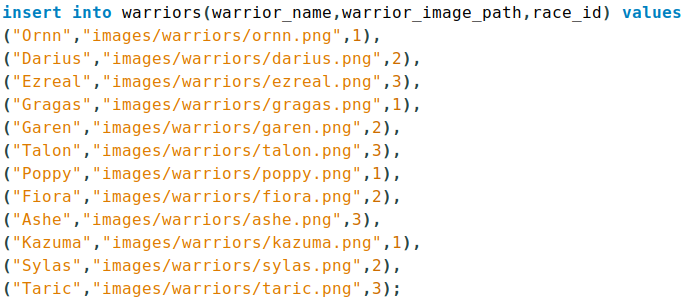 insert into warriors(warrior_name,warrior_image_path,race_id) values
("Ornn","images/warriors/ornn.png",1),
("Darius","images/warriors/darius.png",2),
("Ezreal","images/warriors/ezreal.png",3),
("Gragas","images/warriors/gragas.png",1),
("Garen","images/warriors/garen.png",2),
("Talon","images/warriors/talon.png",3),
("Poppy","images/warriors/poppy.png",1),
("Fiora","images/warriors/fiora.png",2),
("Ashe","images/warriors/ashe.png",3),
("Kazuma","images/warriors/kazuma.png",1),
("Sylas","images/warriors/sylas.png",2),
("Taric","images/warriors/taric.png",3);